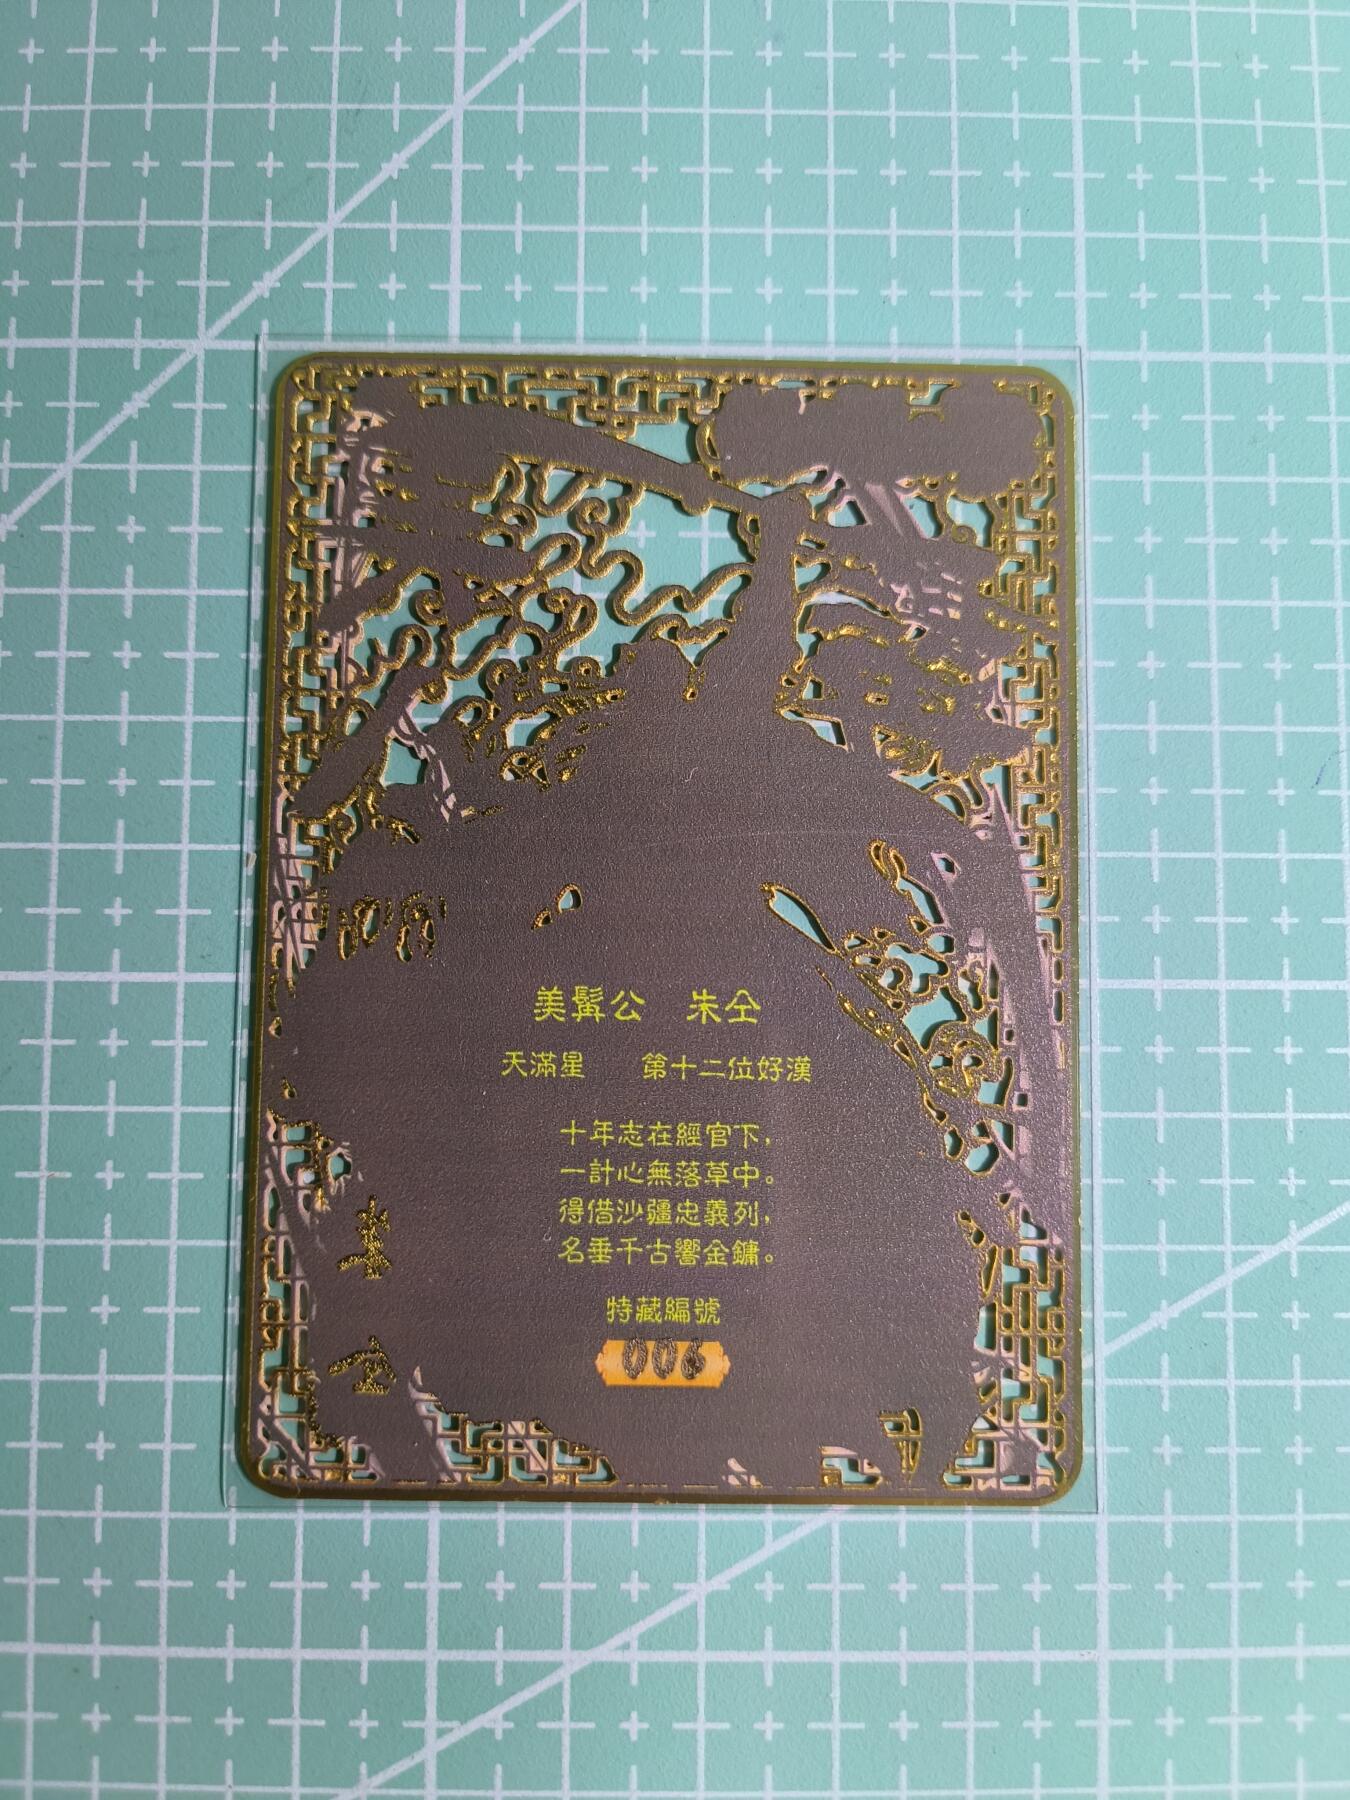 美髯公　朱仝
天滿星　第十二位好漢
十年志在經官下，
一計心無落草中。
得借沙疆忠義列，
名垂千古響金鏞。
特藏編號
006